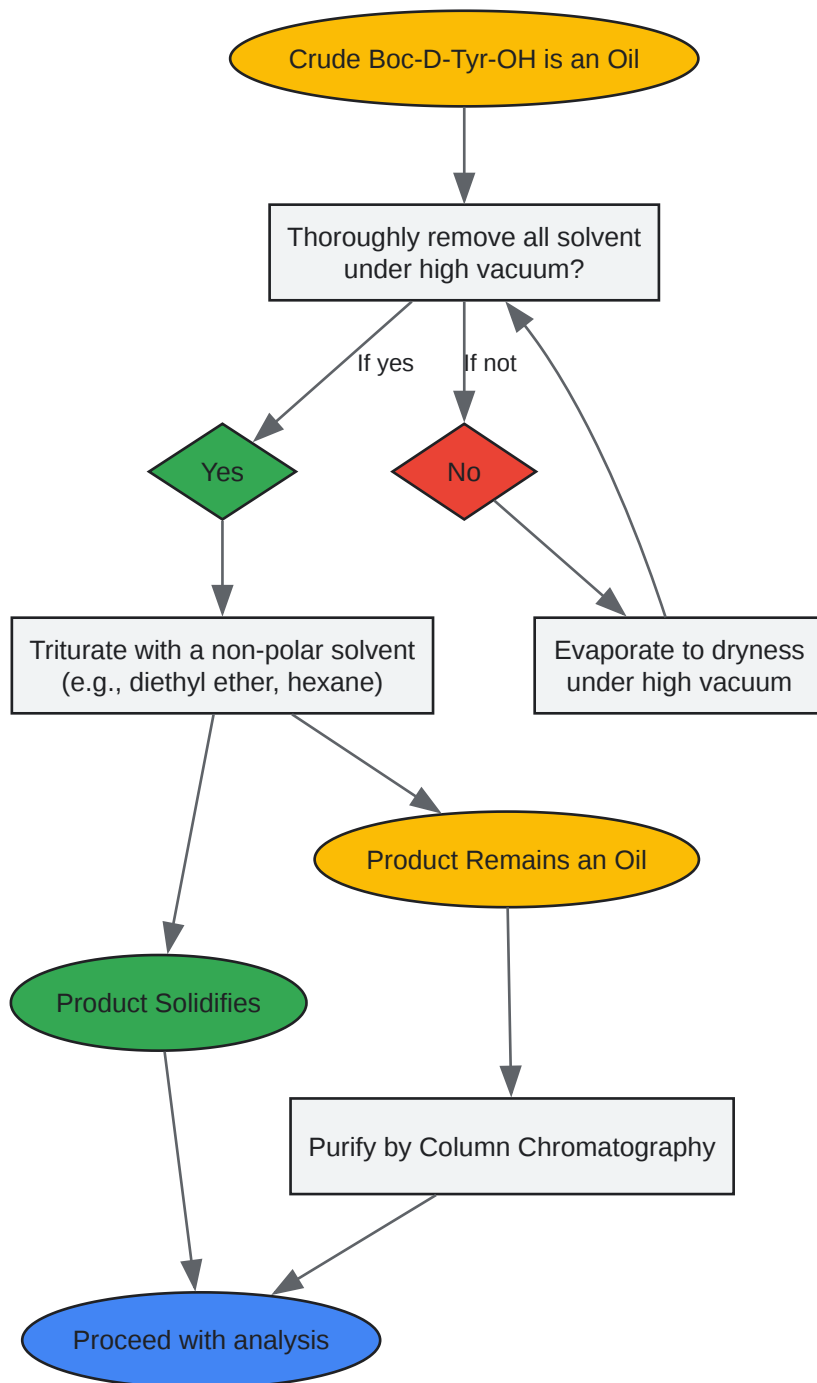 Crude Boc-D-Tyr-OH is an Oil
Thoroughly remove all solvent
under high vacuum?
If yes
If not
Yes
No
Triturate with a non-polar solvent
(e.g., diethyl ether, hexane)
Evaporate to dryness
under high vacuum
Product Remains an Oil
Product Solidifies
Purify by Column Chromatography
Proceed with analysis